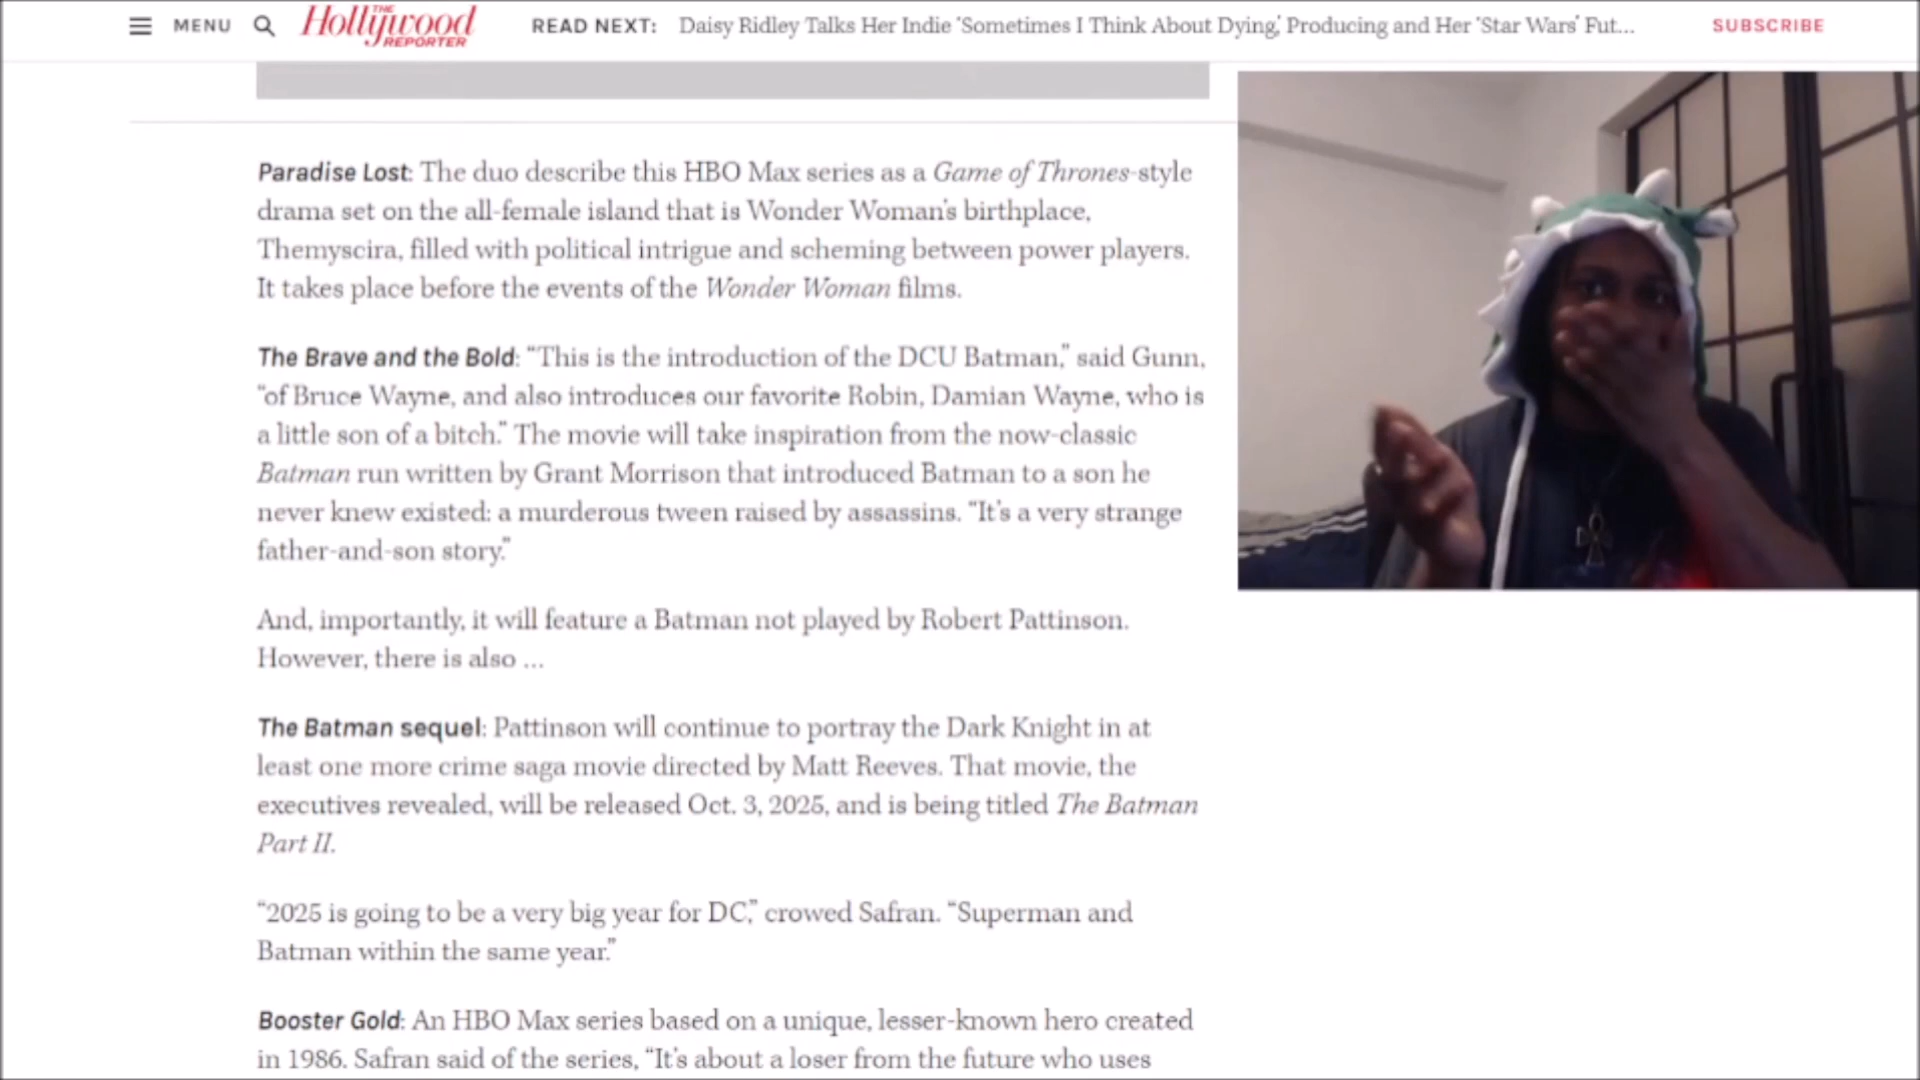 MENU
THE
Hollywood
REPORTER
READ NEXT: Daisy Ridley Talks Her Indie ‘Sometimes I Think About Dying,’ Producing and Her ‘Star Wars’ Fut...
SUBSCRIBE
Paradise Lost: The duo describe this HBO Max series as a Game of Thrones-style
drama set on the all-female island that is Wonder Woman’s birthplace,
Themyscira, filled with political intrigue and scheming between power players.
It takes place before the events of the Wonder Woman films.
The Brave and the Bold: “This is the introduction of the DCU Batman,” said Gunn,
“of Bruce Wayne, and also introduces our favorite Robin, Damian Wayne, who is
a little son of a bitch.” The movie will take inspiration from the now-classic
Batman run written by Grant Morrison that introduced Batman to a son he
never knew existed: a murderous tween raised by assassins. “It’s a very strange
father-and-son story.”
And, importantly, it will feature a Batman not played by Robert Pattinson.
However, there is also …
The Batman sequel: Pattinson will continue to portray the Dark Knight in at
least one more crime saga movie directed by Matt Reeves. That movie, the
executives revealed, will be released Oct. 3, 2025, and is being titled The Batman
Part II.
“2025 is going to be a very big year for DC,” crowed Safran. “Superman and
Batman within the same year.”
Booster Gold: An HBO Max series based on a unique, lesser-known hero created
in 1986. Safran said of the series, “It’s about a loser from the future who uses